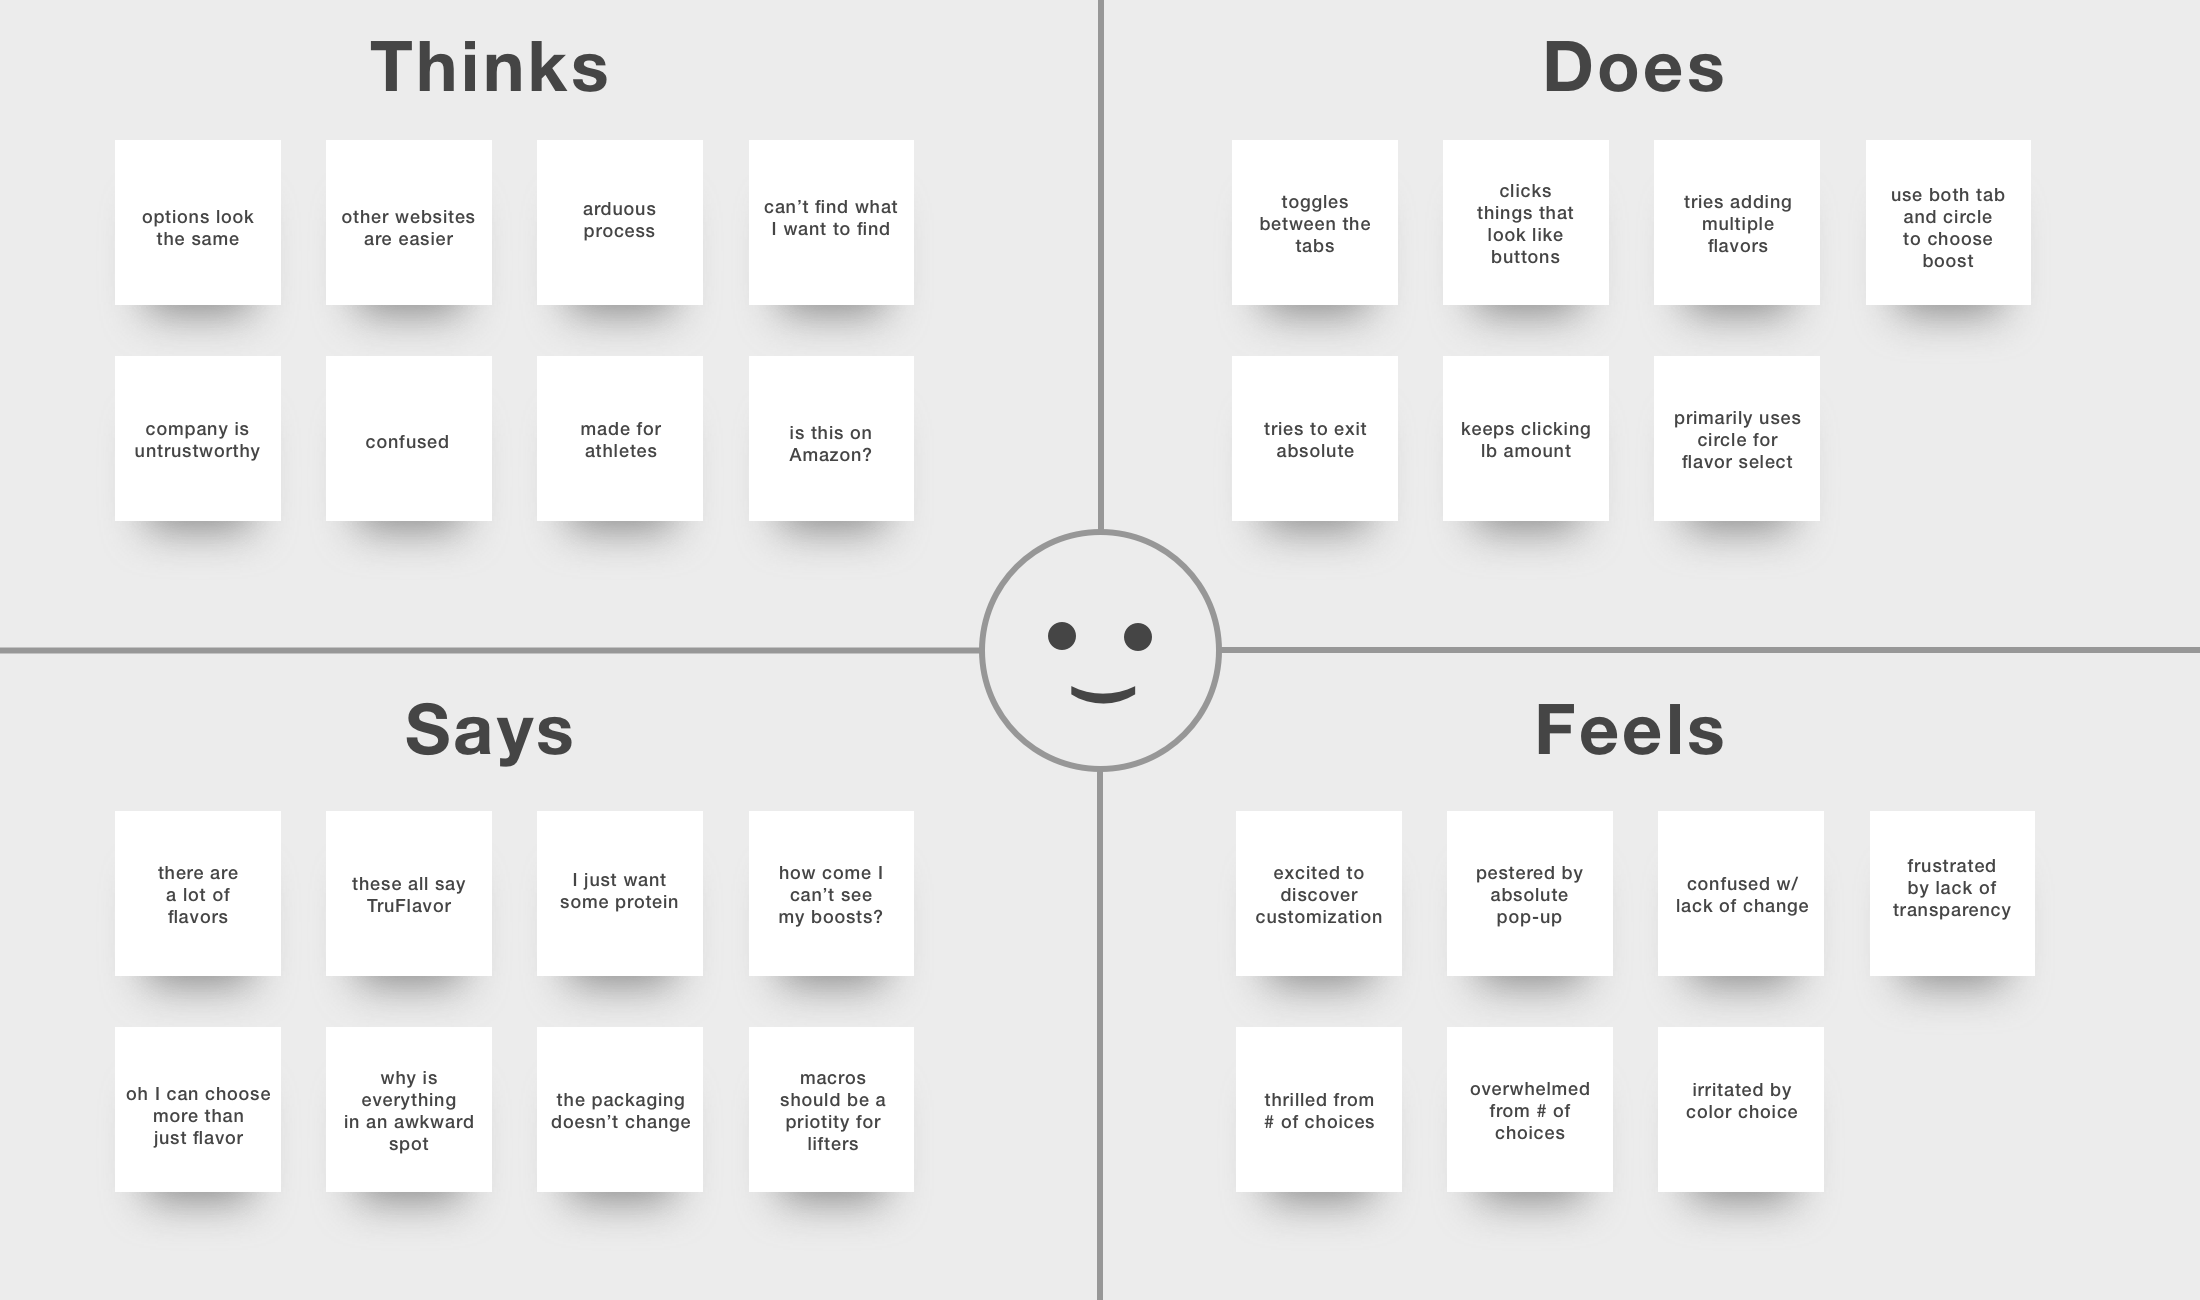 Thinks
options look
the same
other websites
are easier
arduous
process
can’t find what
I want to find
company is
untrustworthy
confused
made for
athletes
is this on
Amazon?
Does
toggles
between the
tabs
clicks
things that
look like
buttons
tries adding
multiple
flavors
use both tab
and circle
to choose
boost
tries to exit
absolute
keeps clicking
lb amount
primarily uses
circle for
flavor select
Says
there are
a lot of
flavors
these all say
TruFlavor
I just want
some protein
how come I
can’t see
my boosts?
oh I can choose
more than
just flavor
why is
everything
in an awkward
spot
the packaging
doesn’t change
macros
should be a
priotity for
lifters
Feels
excited to
discover
customization
pestered by
absolute
pop-up
confused w/
lack of change
frustrated
by lack of
transparency
thrilled from
# of choices
overwhelmed
from # of
choices
irritated by
color choice